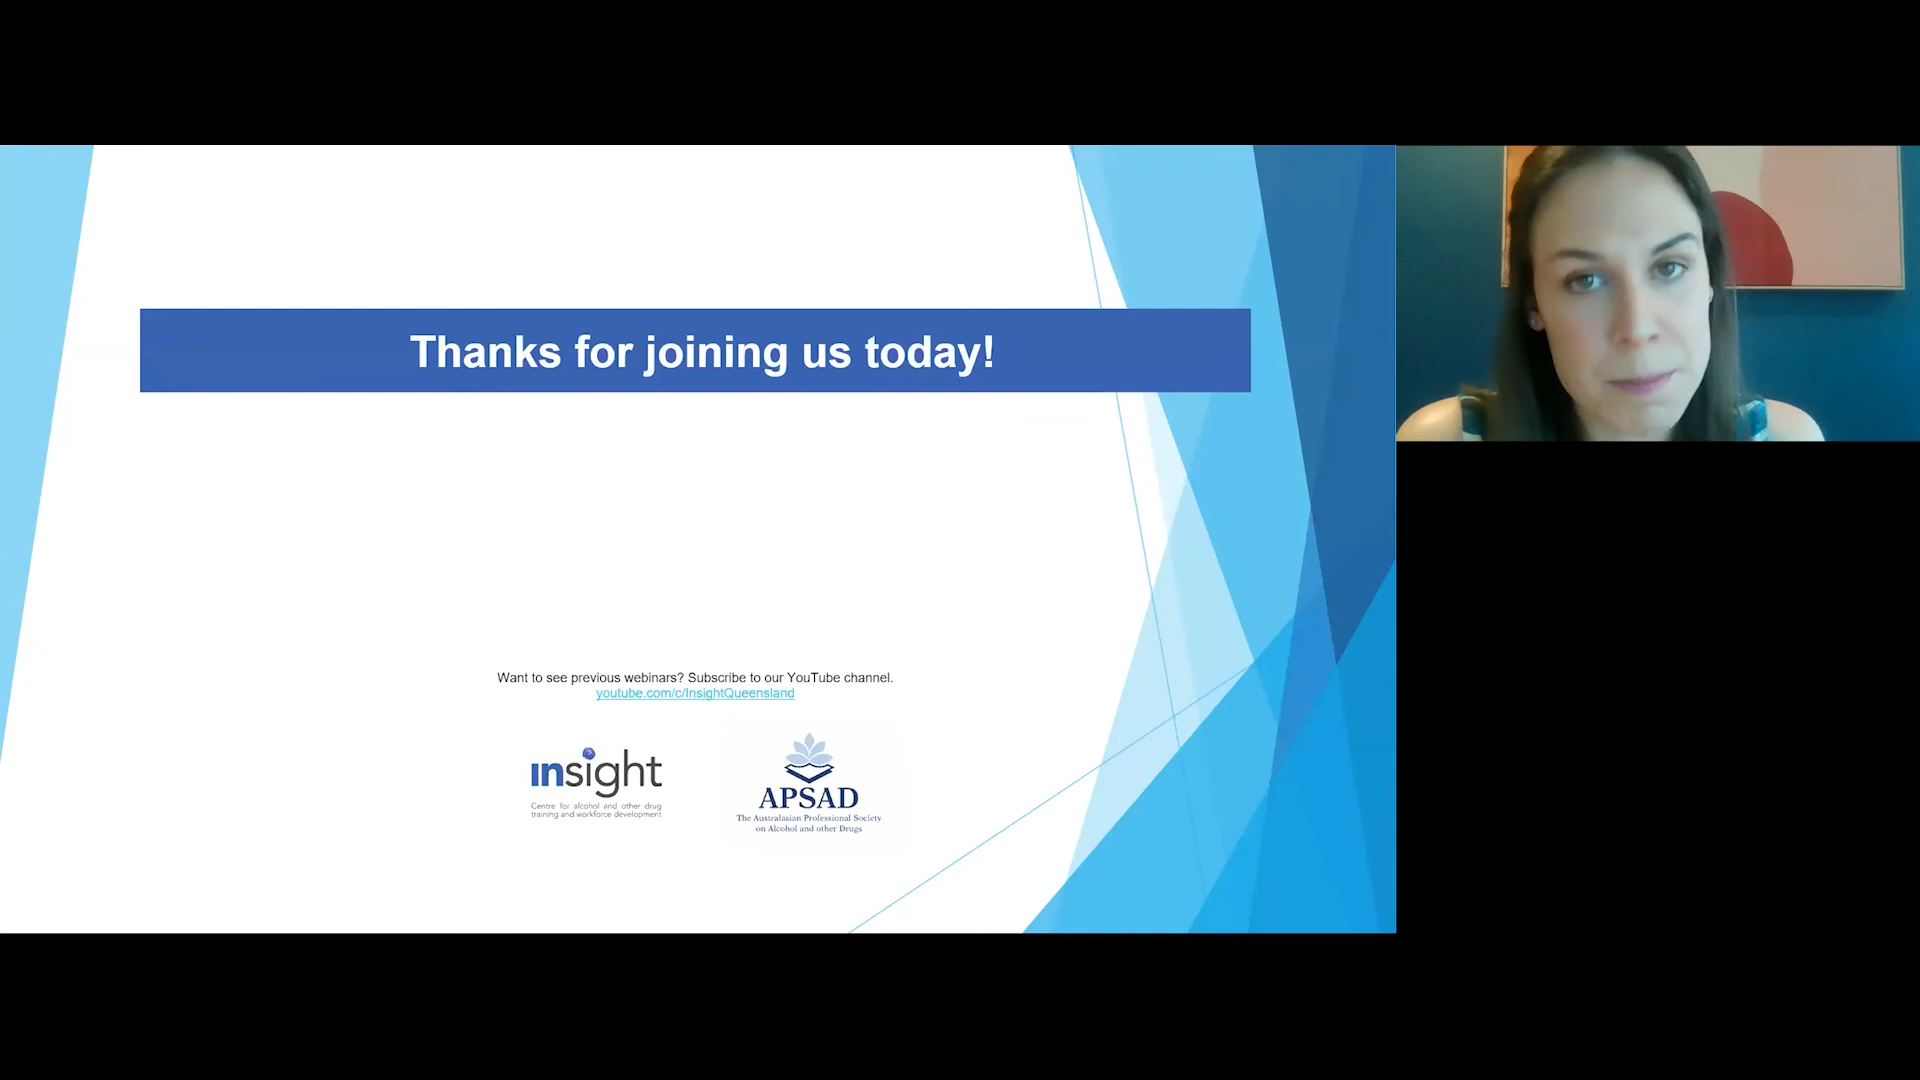 Thanks for joining us today!
Want to see previous webinars? Subscribe to our YouTube channel.
youtube.com/c/InsightQueensland
insight
Centre for alcohol and other drug
training and workforce development
APSAD
The Australasian Professional Society
on Alcohol and other Drugs